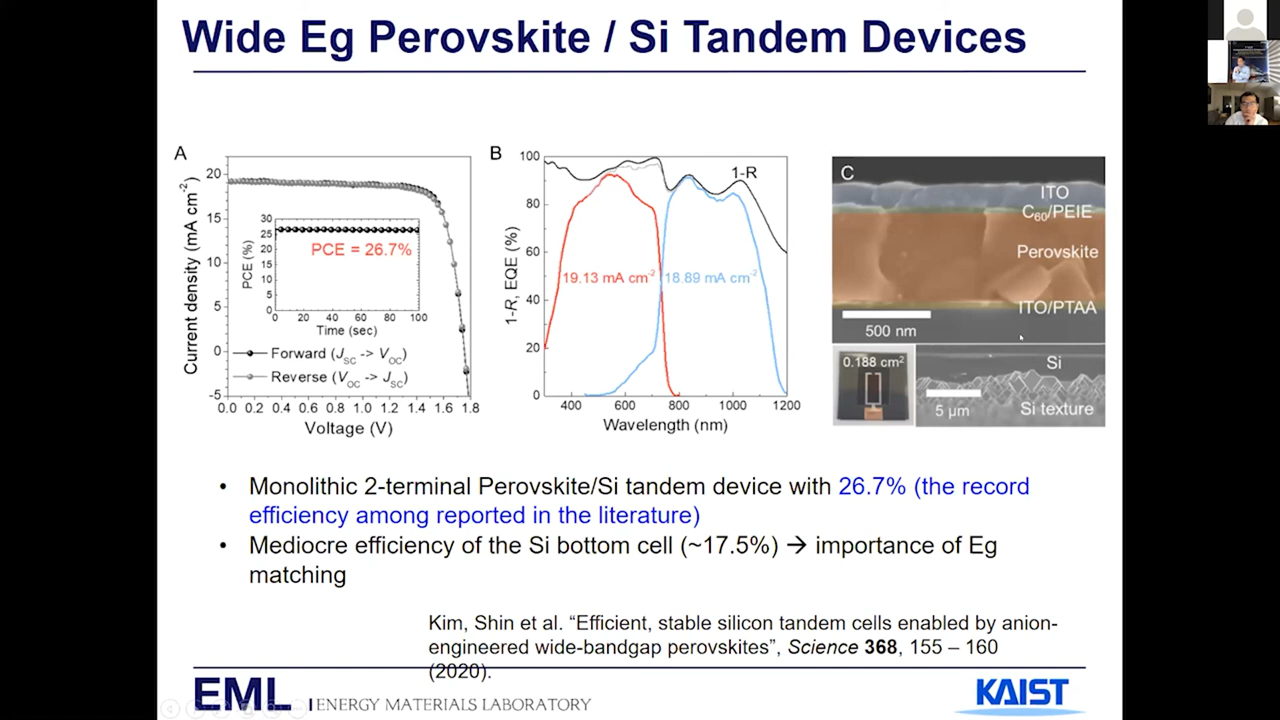 Wide Eg Perovskite / Si Tandem Devices
A
Current density (mA cm-2)
20
15
10
5
0
-5
0.0 0.2 0.4 0.6 0.8 1.0 1.2 1.4 1.6 1.8
Voltage (V)
PCE (%)
30
25
20
15
10
5
0
PCE = 26.7%
0 20 40 60 80 100
Time (sec)
Forward (JSC -> VOC)
Reverse (VOC -> JSC)
B
1-R, EQE (%)
100
80
60
40
20
0
1-R
19.13 mA cm-2
18.89 mA cm-2
400 600 800 1000 1200
Wavelength (nm)
C
ITO
C60/PEIE
Perovskite
ITO/PTAA
500 nm
0.188 cm2
Si
5 μm
Si texture
• Monolithic 2-terminal Perovskite/Si tandem device with 26.7% (the record
efficiency among reported in the literature)
• Mediocre efficiency of the Si bottom cell (~17.5%) → importance of Eg
matching
Kim, Shin et al. “Efficient, stable silicon tandem cells enabled by anion-
engineered wide-bandgap perovskites”, Science 368, 155 – 160
(2020).
EML | ENERGY MATERIALS LABORATORY
KAIST